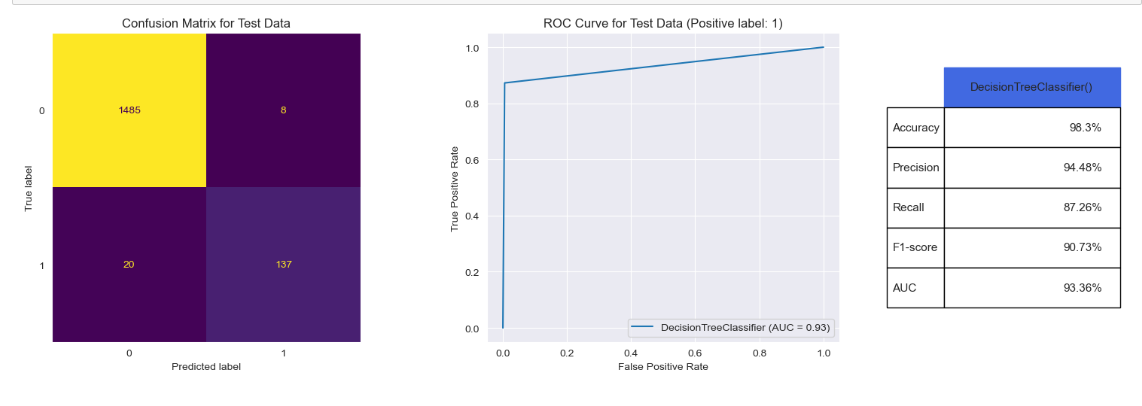 Confusion Matrix for Test Data
1485
8
20
137
0
1
True label
0
1
Predicted label
ROC Curve for Test Data (Positive label: 1)
1.0
0.8
0.6
0.4
0.2
0.0
True Positive Rate
DecisionTreeClassifier (AUC = 0.93)
0.0
0.2
0.4
0.6
0.8
1.0
False Positive Rate
DecisionTreeClassifier()
Accuracy 98.3%
Precision 94.48%
Recall 87.26%
F1-score 90.73%
AUC 93.36%